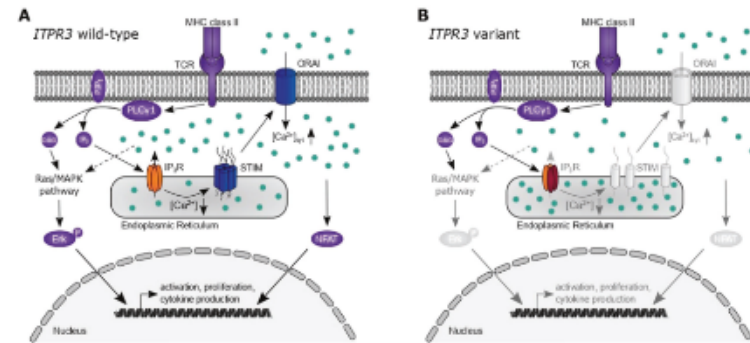 A
ITPR3 wild-type
MHC class II
TCR
ORAI
PLCγ1
IP₃
[Ca²⁺]cyt
IP₃R
STIM
Ras/MAPK
pathway
[Ca²⁺]
Endoplasmic Reticulum
Erk
P
NFAT
activation, proliferation,
cytokine production
Nucleus
B
ITPR3 variant
MHC class II
TCR
ORAI
PLCγ1
IP₃
[Ca²⁺]cyt
IP₃R
STIM
Ras/MAPK
pathway
[Ca²⁺]
Endoplasmic Reticulum
Erk
P
NFAT
activation, proliferation,
cytokine production
Nucleus